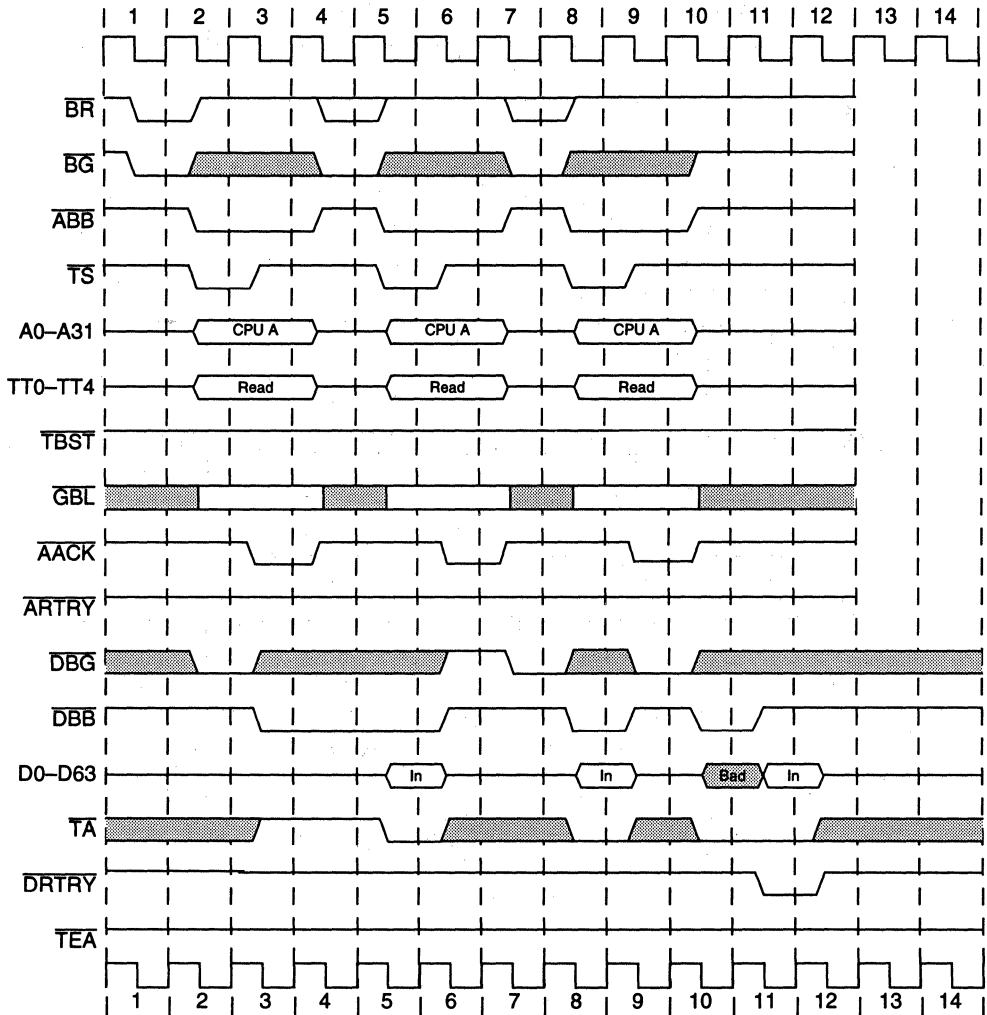 1 2 3 4 5 6 7 8 9 10 11 12 13 14
BR
BG
ABB
TS
A0–A31 CPU A CPU A CPU A
TT0–TT4 Read Read Read
TBST
GBL
AACK
ARTRY
DBG
DBB
D0–D63 In In Bad In
TA
DRTRY
TEA
1 2 3 4 5 6 7 8 9 10 11 12 13 14